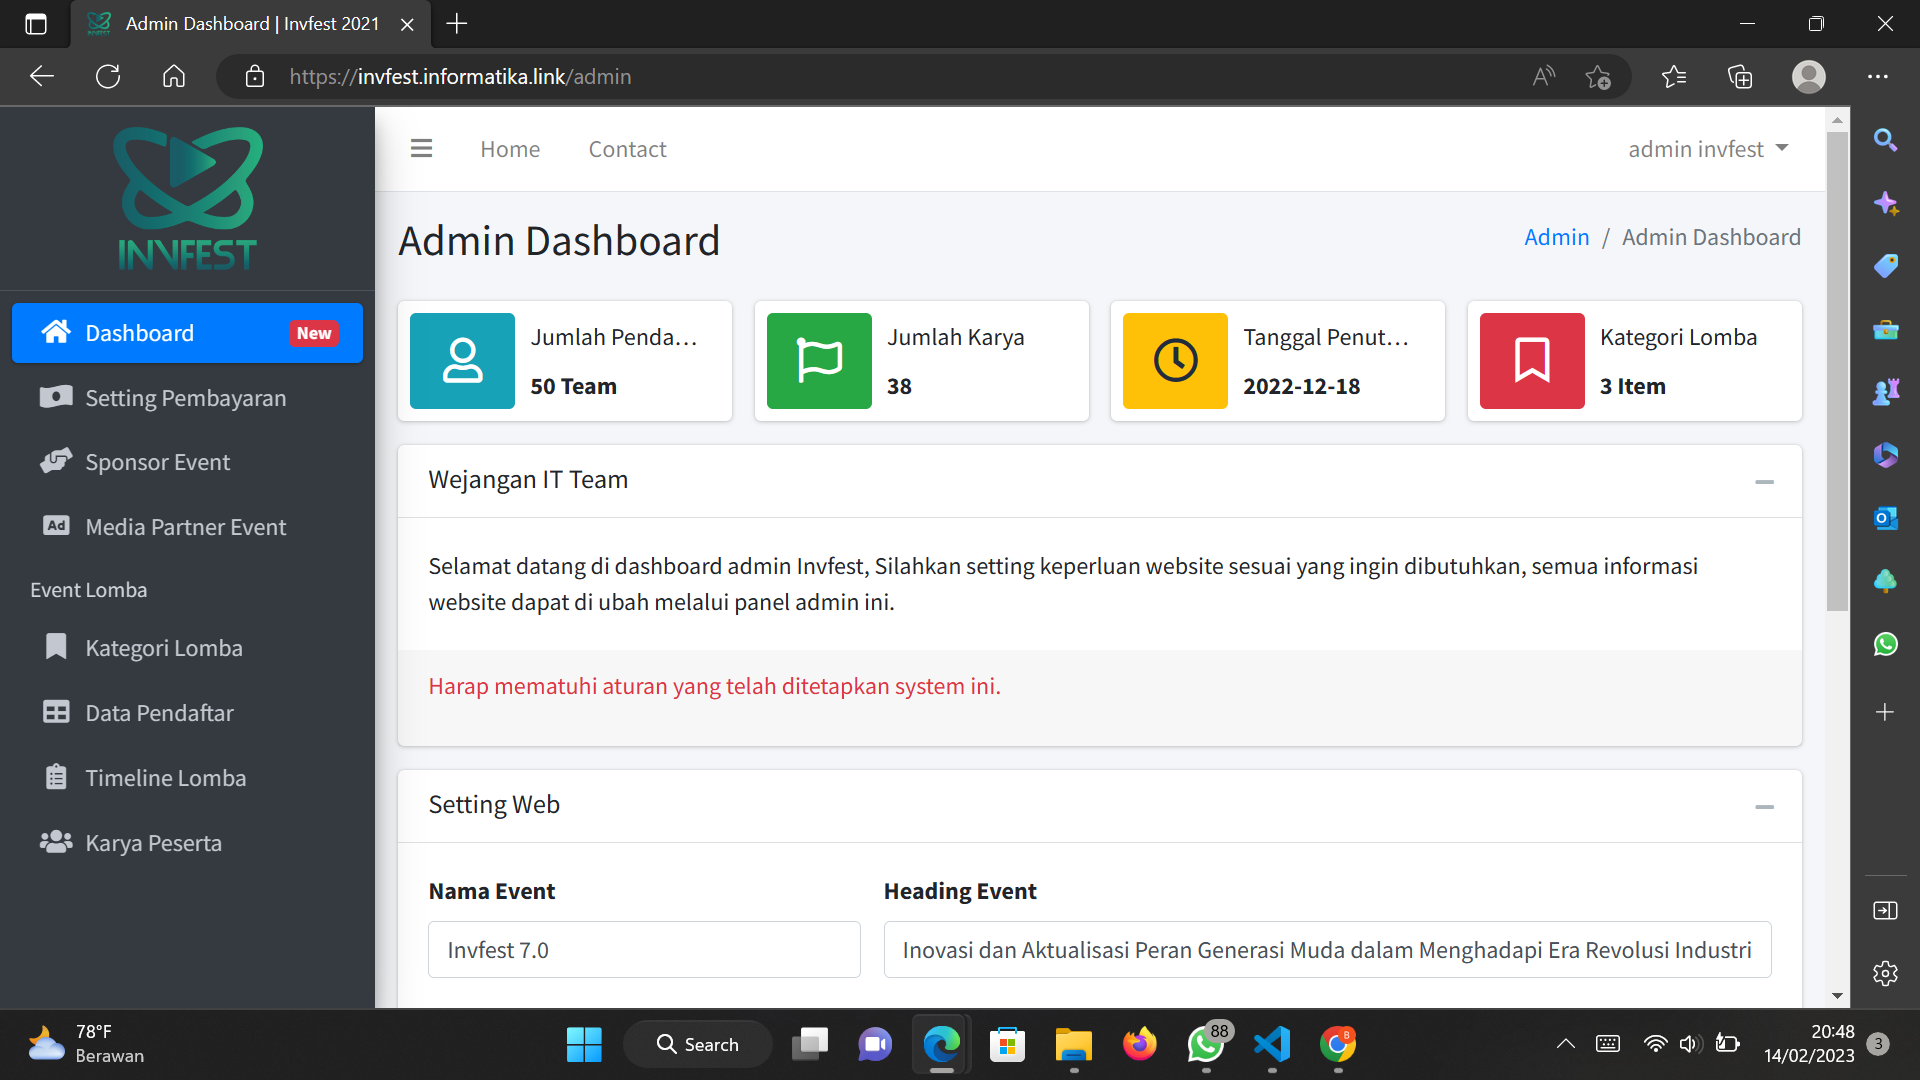 Admin Dashboard | Invfest 2021
https://invfest.informatika.link/admin
INVFEST
Home
Contact
admin invfest
Dashboard
New
Setting Pembayaran
Sponsor Event
Ad
Media Partner Event
Event Lomba
Kategori Lomba
Data Pendaftar
Timeline Lomba
Karya Peserta
Admin Dashboard
Admin / Admin Dashboard
Jumlah Penda...
50 Team
Jumlah Karya
38
Tanggal Penut...
2022-12-18
Kategori Lomba
3 Item
Wejangan IT Team
Selamat datang di dashboard admin Invfest, Silahkan setting keperluan website sesuai yang ingin dibutuhkan, semua informasi
website dapat di ubah melalui panel admin ini.
Harap mematuhi aturan yang telah ditetapkan system ini.
Setting Web
Nama Event
Heading Event
Invfest 7.0
Inovasi dan Aktualisasi Peran Generasi Muda dalam Menghadapi Era Revolusi Industri
78°F
Berawan
Search
88
B
20:48
14/02/2023
3